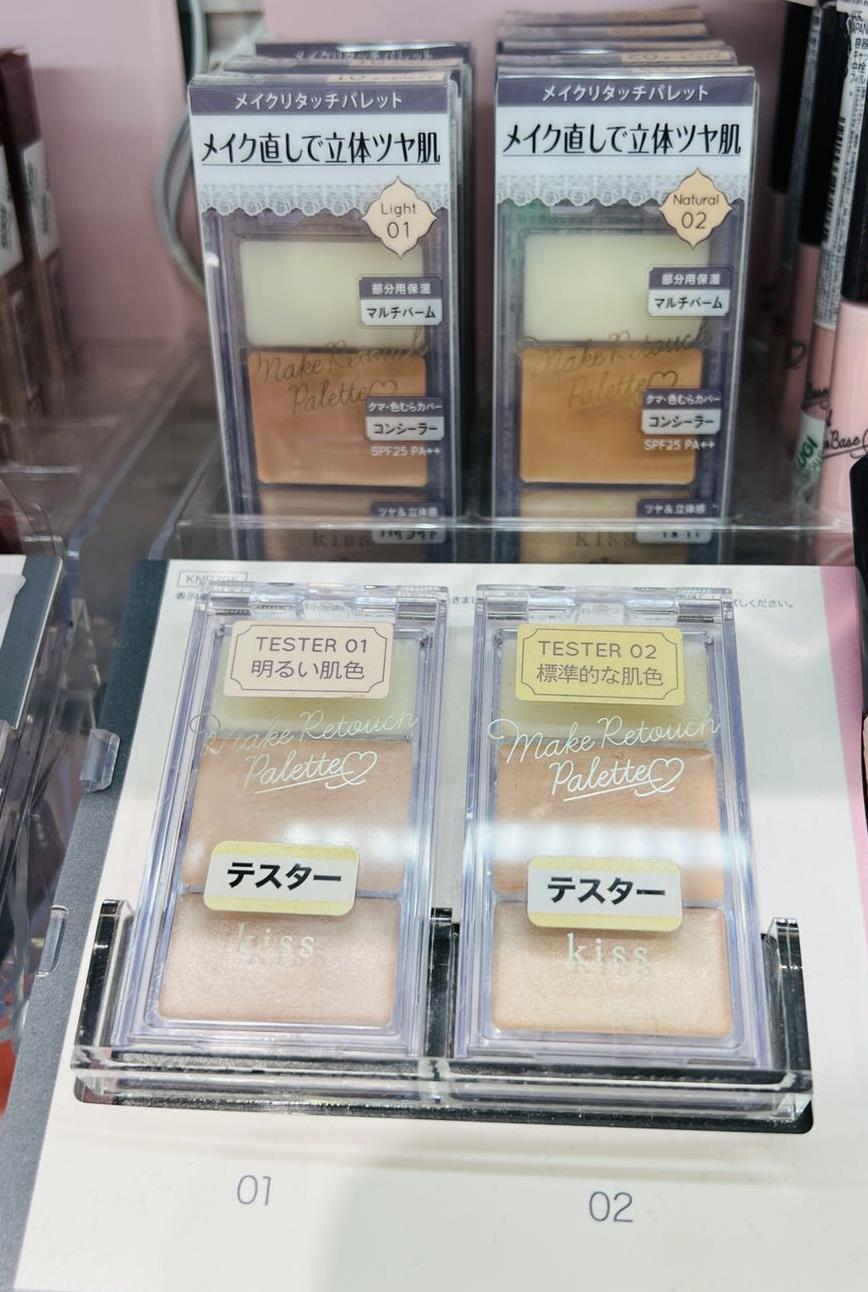 メイクリタッチパレット
メイク直しで立体ツヤ肌
Light
01
部分用保湿
マルチバーム
Make Retouch
Palette
クマ・色むらカバー
コンシーラー
SPF25 PA++
ツヤ&立体感
ハイライト
kiss
メイクリタッチパレット
メイク直しで立体ツヤ肌
Natural
02
部分用保湿
マルチバーム
Make Retouch
Palette
クマ・色むらカバー
コンシーラー
SPF25 PA++
ツヤ&立体感
kiss
TESTER 01
明るい肌色
Make Retouch
Palette
テスター
kiss
TESTER 02
標準的な肌色
Make Retouch
Palette
テスター
kiss
01
02